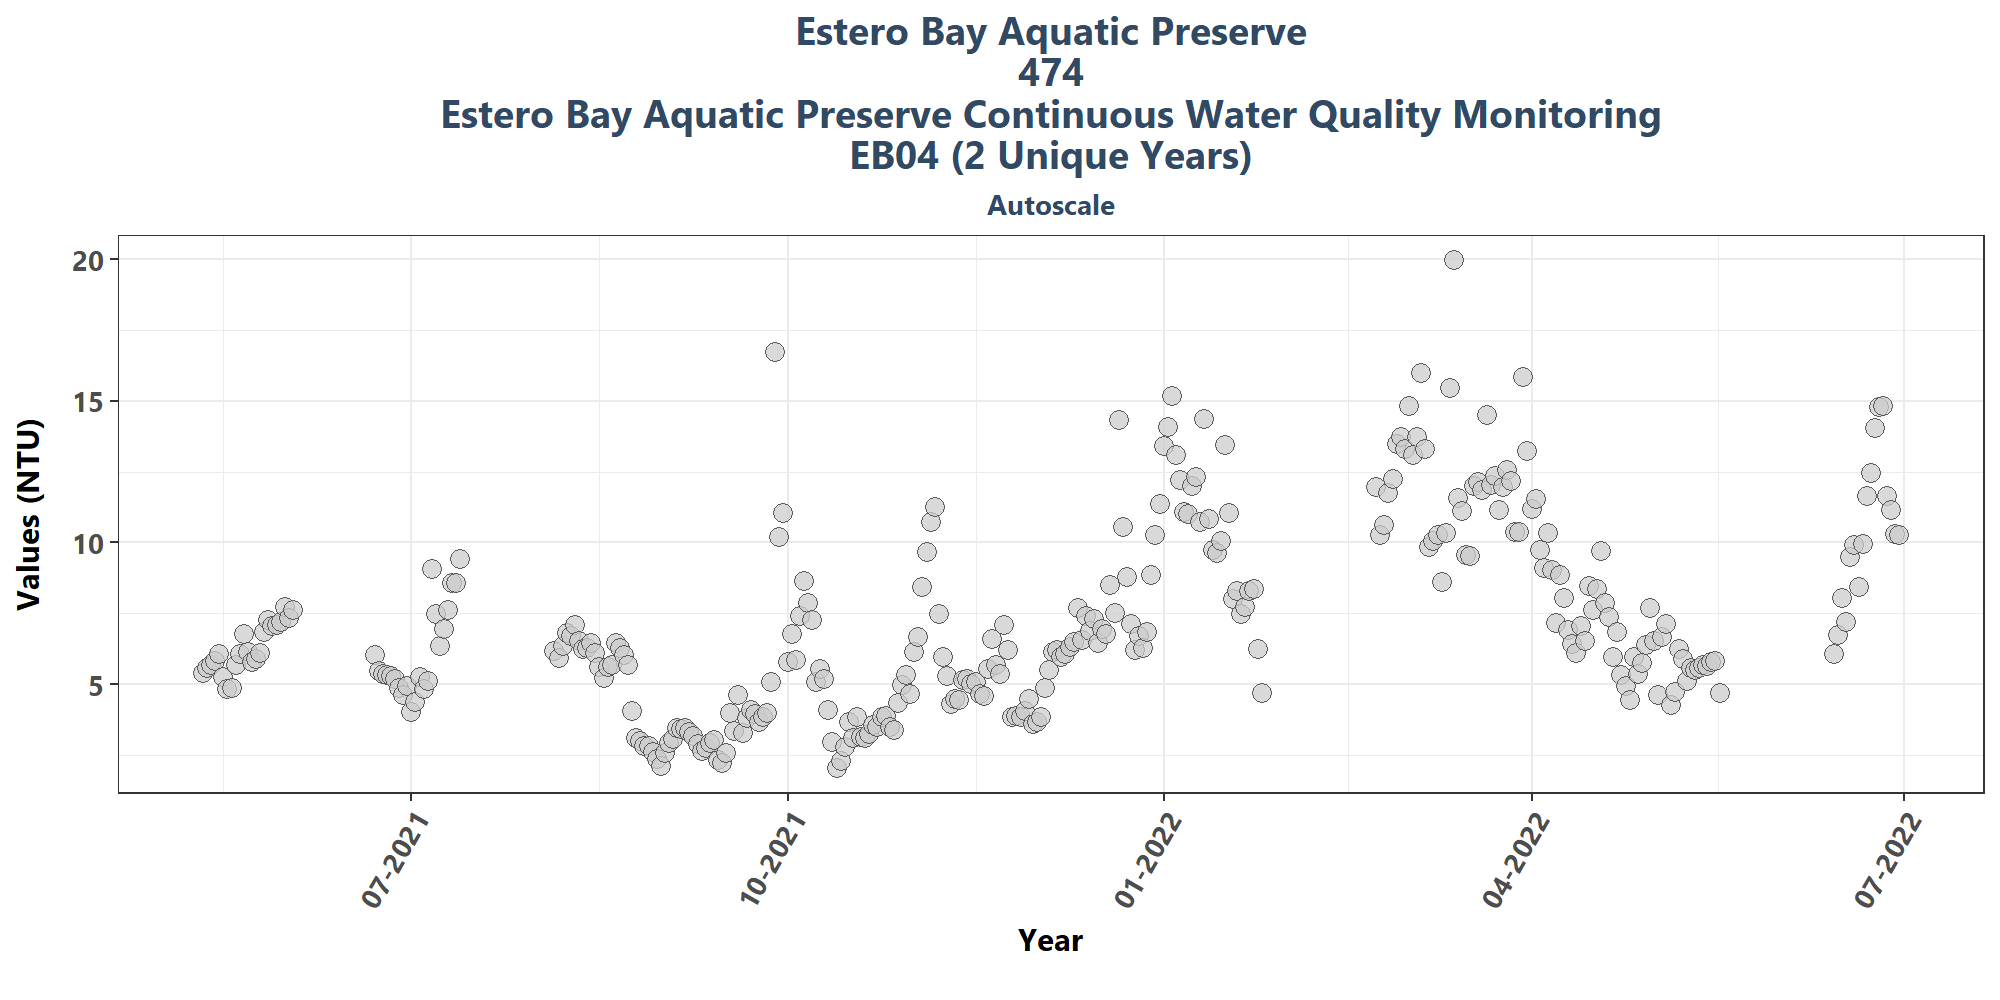 Estero Bay Aquatic Preserve
474
Estero Bay Aquatic Preserve Continuous Water Quality Monitoring
EB04 (2 Unique Years)
Autoscale
Values (NTU)
20
15
10
5
07-2021
10-2021
01-2022
04-2022
07-2022
Year